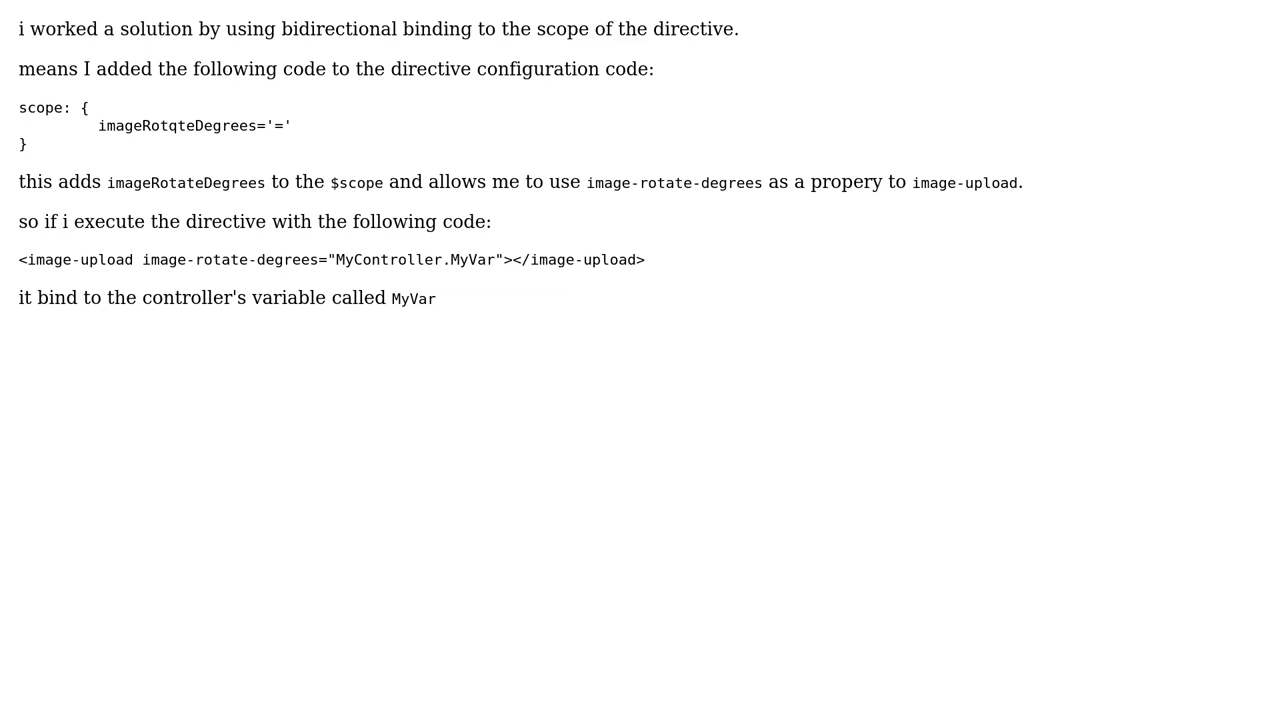 i worked a solution by using bidirectional binding to the scope of the directive.
means I added the following code to the directive configuration code:
scope: {
         imageRotqteDegrees='='
}
this adds imageRotateDegrees to the $scope and allows me to use image-rotate-degrees as a propery to image-upload.
so if i execute the directive with the following code:
<image-upload image-rotate-degrees="MyController.MyVar"></image-upload>
it bind to the controller's variable called MyVar